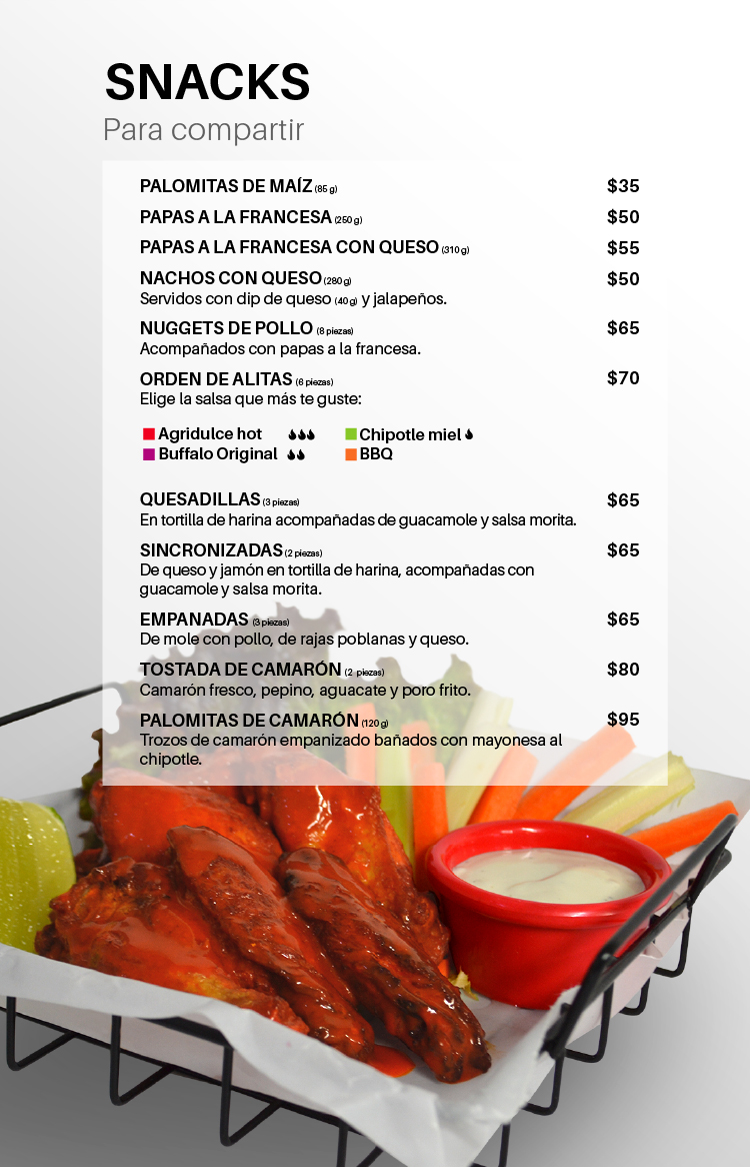 SNACKS
Para compartir
PALOMITAS DE MAÍZ (85 g) $35
PAPAS A LA FRANCESA (250 g) $50
PAPAS A LA FRANCESA CON QUESO (310 g) $55
NACHOS CON QUESO (280 g) $50
Servidos con dip de queso (40 g) y jalapeños.
NUGGETS DE POLLO (8 piezas) $65
Acompañados con papas a la francesa.
ORDEN DE ALITAS (6 piezas) $70
Elige la salsa que más te guste:
Agridulce hot Chipotle miel
Buffalo Original BBQ
QUESADILLAS (3 piezas) $65
En tortilla de harina acompañadas de guacamole y salsa morita.
SINCRONIZADAS (2 piezas) $65
De queso y jamón en tortilla de harina, acompañadas con
guacamole y salsa morita.
EMPANADAS (3 piezas) $65
De mole con pollo, de rajas poblanas y queso.
TOSTADA DE CAMARÓN (2 piezas) $80
Camarón fresco, pepino, aguacate y poro frito.
PALOMITAS DE CAMARÓN (120 g) $95
Trozos de camarón empanizado bañados con mayonesa al
chipotle.